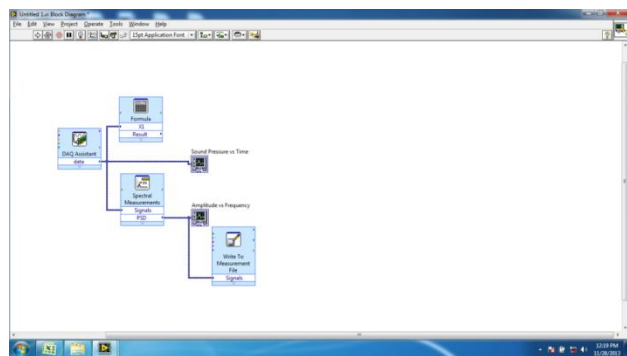 Untitled 1.vi Block Diagram *
File Edit View Project Operate Tools Window Help
15pt Application Font
Formula
X1
Result
DAQ Assistant
data
Sound Pressure vs Time
Spectral
Measurements
Signals
PSD
Amplitude vs Frequency
Write To
Measurement
File
Signals
12:19 PM
11/28/2013